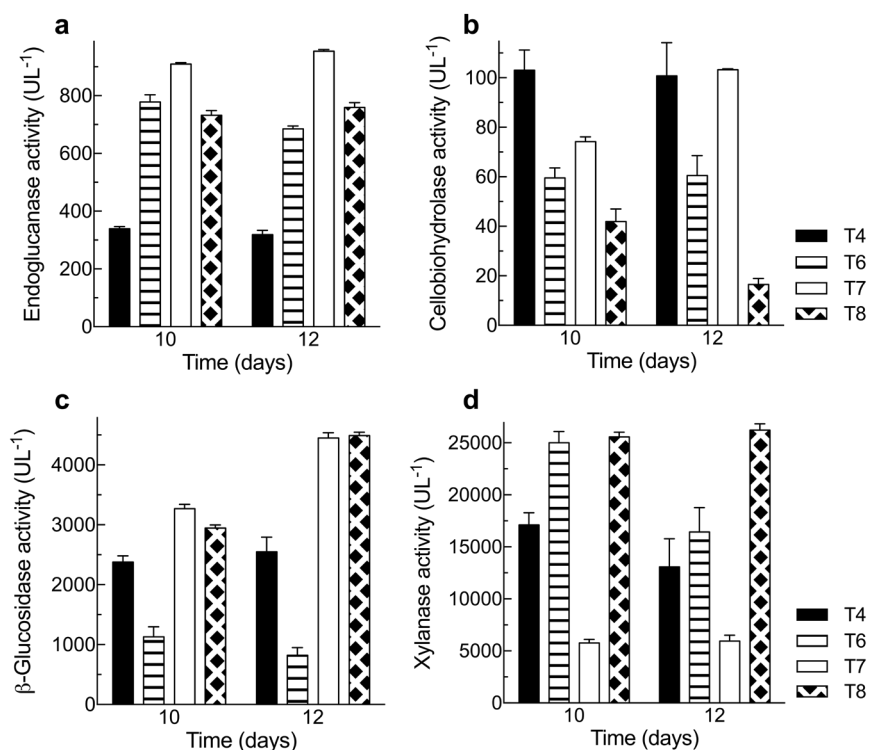 a
Endoglucanase activity (UL-1)
800
600
400
200
0
10
12
Time (days)
b
Cellobiohydrolase activity (UL-1)
100
80
60
40
20
0
10
12
Time (days)
T4
T6
T7
T8
c
β-Glucosidase activity (UL-1)
4000
3000
2000
1000
0
10
12
Time (days)
d
Xylanase activity (UL-1)
25000
20000
15000
10000
5000
0
10
12
Time (days)
T4
T6
T7
T8